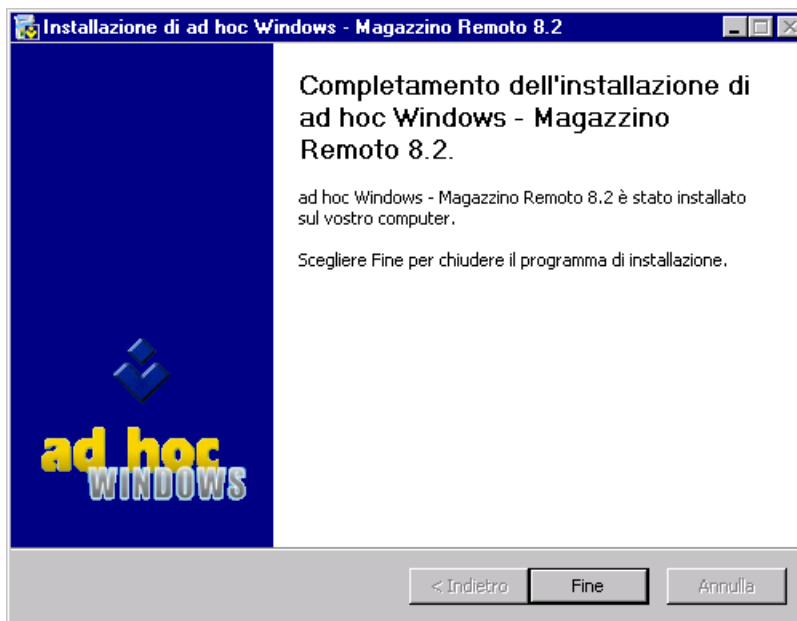 Installazione di ad hoc Windows - Magazzino Remoto 8.2
Completamento dell'installazione di
ad hoc Windows - Magazzino
Remoto 8.2.
ad hoc Windows - Magazzino Remoto 8.2 è stato installato
sul vostro computer.
Scegliere Fine per chiudere il programma di installazione.
ad hoc
WINDOWS
< Indietro
Fine
Annulla